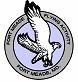 FORT MEADE FLYING ACTIVITY
FORT MEADE, MD